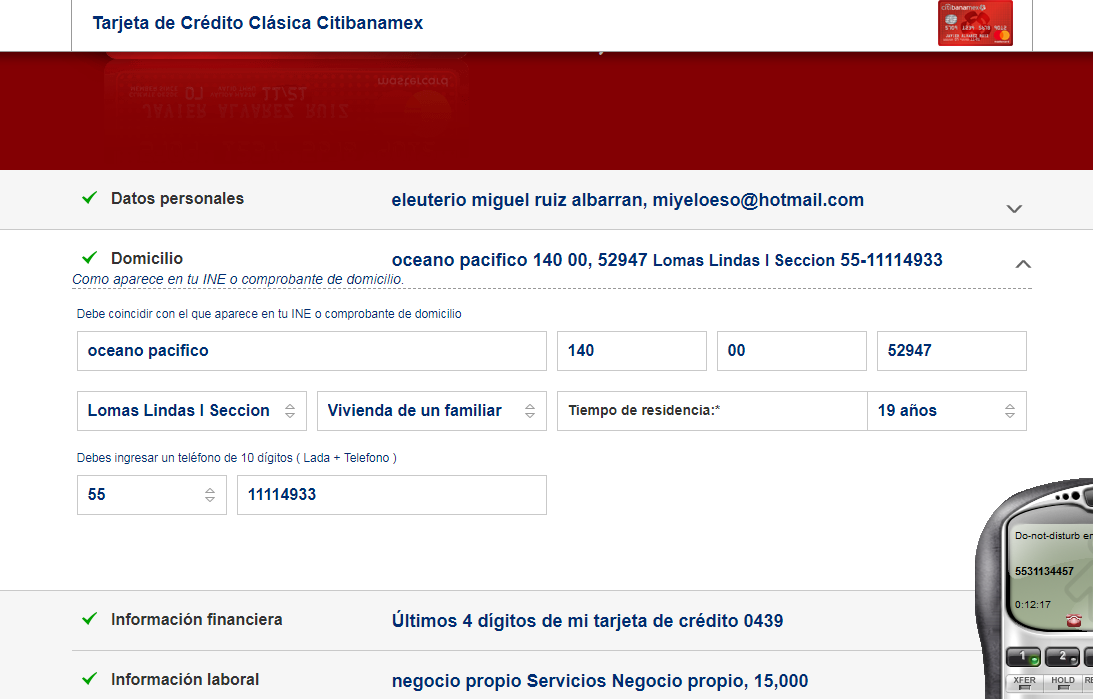 Tarjeta de Crédito Clásica Citibanamex
citibanamex
mastercard
JAVIER ALVAREZ RUIZ
Datos personales
eleuterio miguel ruiz albarran, miyeloeso@hotmail.com
Domicilio
oceano pacifico 140 00, 52947 Lomas Lindas I Seccion 55-11114933
Como aparece en tu INE o comprobante de domicilio.
Debe coincidir con el que aparece en tu INE o comprobante de domicilio
oceano pacifico 140 00 52947
Lomas Lindas I Seccion Vivienda de un familiar Tiempo de residencia:* 19 años
Debes ingresar un teléfono de 10 dígitos ( Lada + Telefono )
55 11114933
Do-not-disturb en
5531134457
0:12:17
Información financiera
Últimos 4 dígitos de mi tarjeta de crédito 0439
1 2
Información laboral
negocio propio Servicios Negocio propio, 15,000
XFER HOLD RE